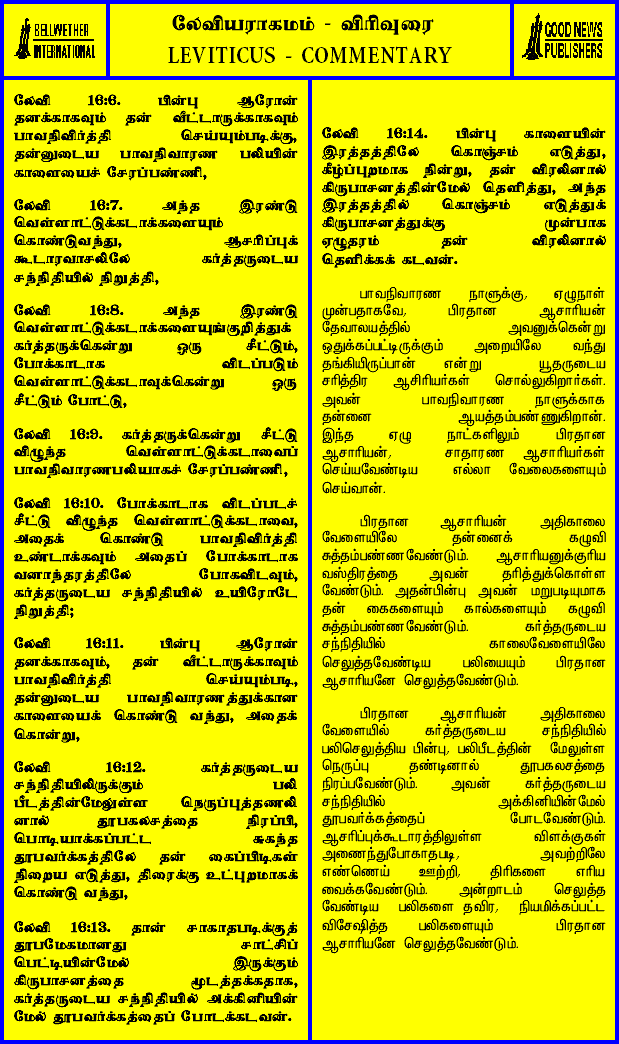 BELLWETHER
INTERNATIONAL
லேவியராகமம் - விரிவுரை
LEVITICUS - COMMENTARY
GOOD NEWS
PUBLISHERS
லேவி 16:6. பின்பு ஆரோன்
தனக்காகவும் தன் வீட்டாருக்காகவும்
பாவநிவிர்த்தி செய்யும்படிக்கு,
தன்னுடைய பாவநிவாரண பலியின்
காளையைச் சேரப்பண்ணி,
லேவி 16:7. அந்த இரண்டு
வெள்ளாட்டுக்கடாக்களையும்
கொண்டுவந்து, ஆசரிப்புக்
கூடாரவாசலிலே கர்த்தருடைய
சந்நிதியில் நிறுத்தி,
லேவி 16:8. அந்த இரண்டு
வெள்ளாட்டுக்கடாக்களையுங்குறித்துக்
கர்த்தருக்கென்று ஒரு சீட்டும்,
போக்காடாக விடப்படும்
வெள்ளாட்டுக்கடாவுக்கென்று ஒரு
சீட்டும் போட்டு,
லேவி 16:9. கர்த்தருக்கென்று சீட்டு
விழுந்த வெள்ளாட்டுக்கடாவைப்
பாவநிவாரணபலியாகச் சேரப்பண்ணி,
லேவி 16:10. போக்காடாக விடப்படச்
சீட்டு விழுந்த வெள்ளாட்டுக்கடாவை,
அதைக் கொண்டு பாவநிவிர்த்தி
உண்டாக்கவும் அதைப் போக்காடாக
வனாந்தரத்திலே போகவிடவும்,
கர்த்தருடைய சந்நிதியில் உயிரோடே
நிறுத்தி;
லேவி 16:11. பின்பு ஆரோன்
தனக்காகவும், தன் வீட்டாருக்காவும்
பாவநிவிர்த்தி செய்யும்படி,
தன்னுடைய பாவநிவாரணத்துக்கான
காளையைக் கொண்டு வந்து, அதைக்
கொன்று,
லேவி 16:12. கர்த்தருடைய
சந்நிதியிலிருக்கும் பலி
பீடத்தின்மேலுள்ள நெருப்புத்தணலி
னால் தூபகலசத்தை நிரப்பி,
பொடியாக்கப்பட்ட சுகந்த
தூபவர்க்கத்திலே தன் கைப்பிடிகள்
நிறைய எடுத்து, திரைக்கு உட்புறமாகக்
கொண்டு வந்து,
லேவி 16:13. தான் சாகாதபடிக்குத்
தூபமேகமானது சாட்சிப்
பெட்டியின்மேல் இருக்கும்
கிருபாசனத்தை மூடத்தக்கதாக,
கர்த்தருடைய சந்நிதியில் அக்கினியின்
மேல் தூபவர்க்கத்தைப் போடக்கடவன்.
லேவி 16:14. பின்பு காளையின்
இரத்தத்திலே கொஞ்சம் எடுத்து,
கீழ்ப்புறமாக நின்று, தன் விரலினால்
கிருபாசனத்தின்மேல் தெளித்து, அந்த
இரத்தத்தில் கொஞ்சம் எடுத்துக்
கிருபாசனத்துக்கு முன்பாக
ஏழுதரம் தன் விரலினால்
தெளிக்கக் கடவன்.
பாவநிவாரண நாளுக்கு, ஏழுநாள்
முன்பதாகவே, பிரதான ஆசாரியன்
தேவாலயத்தில் அவனுக்கென்று
ஒதுக்கப்பட்டிருக்கும் அறையிலே வந்து
தங்கியிருப்பான் என்று யூதருடைய
சரித்திர ஆசிரியர்கள் சொல்லுகிறார்கள்.
அவன் பாவநிவாரண நாளுக்காக
தன்னை ஆயத்தம்பண்ணுகிறான்.
இந்த ஏழு நாட்களிலும் பிரதான
ஆசாரியன், சாதாரண ஆசாரியர்கள்
செய்யவேண்டிய எல்லா வேலைகளையும்
செய்வான்.
பிரதான ஆசாரியன் அதிகாலை
வேளையிலே தன்னைக் கழுவி
சுத்தம்பண்ணவேண்டும். ஆசாரியனுக்குரிய
வஸ்திரத்தை அவன் தரித்துக்கொள்ள
வேண்டும். அதன்பின்பு அவன் மறுபடியுமாக
தன் கைகளையும் கால்களையும் கழுவி
சுத்தம்பண்ணவேண்டும். கர்த்தருடைய
சந்நிதியில் காலைவேளையிலே
செலுத்தவேண்டிய பலியையும் பிரதான
ஆசாரியனே செலுத்தவேண்டும்.
பிரதான ஆசாரியன் அதிகாலை
வேளையில் கர்த்தருடைய சந்நிதியில்
பலிசெலுத்திய பின்பு, பலிபீடத்தின் மேலுள்ள
நெருப்பு தண்டினால் தூபகலசத்தை
நிரப்பவேண்டும். அவன் கர்த்தருடைய
சந்நிதியில் அக்கினியின்மேல்
தூபவர்க்கத்தைப் போடவேண்டும்.
ஆசரிப்புக்கூடாரத்திலுள்ள விளக்குகள்
அணைந்துபோகாதபடி, அவற்றிலே
எண்ணெய் ஊற்றி, திரிகளை எரிய
வைக்கவேண்டும். அன்றாடம் செலுத்த
வேண்டிய பலிகளை தவிர, நியமிக்கப்பட்ட
விசேஷித்த பலிகளையும் பிரதான
ஆசாரியனே செலுத்தவேண்டும்.